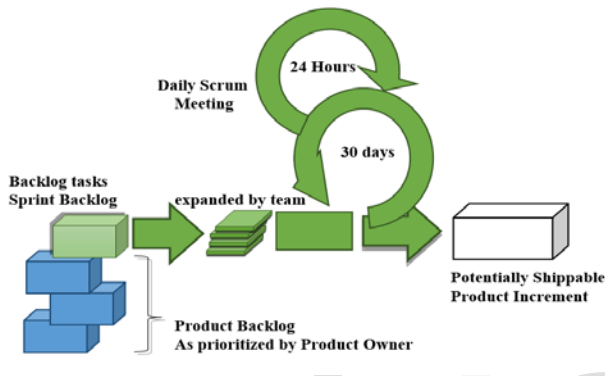 24 Hours
Daily Scrum
Meeting
30 days
Backlog tasks
Sprint Backlog
expanded by team
Potentially Shippable
Product Increment
Product Backlog
As prioritized by Product Owner